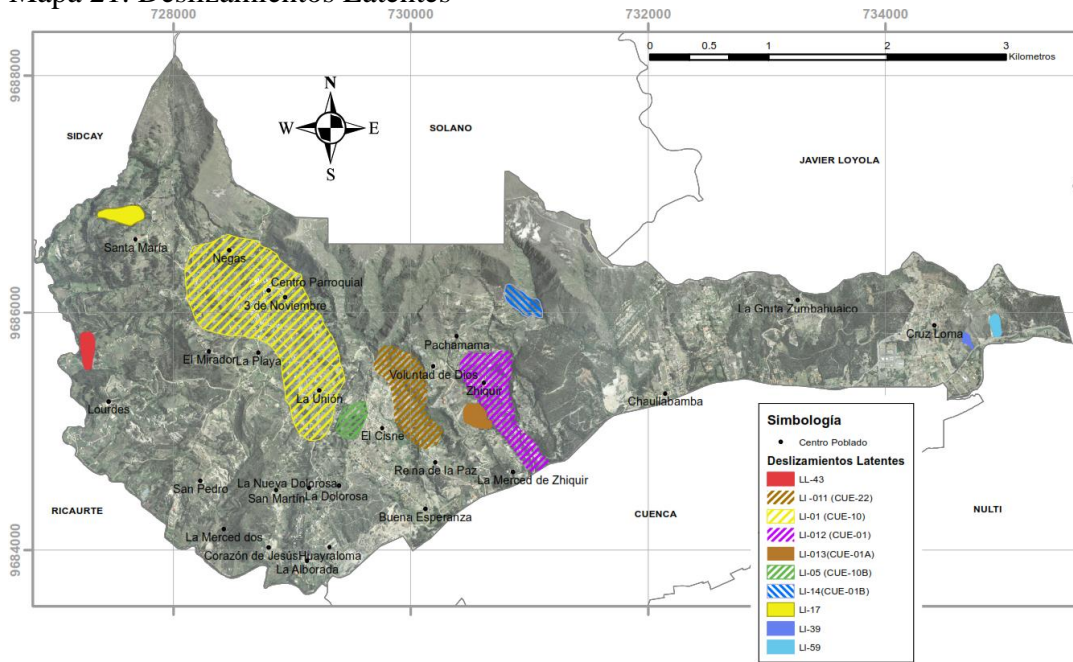 Mapa 21: Deslizamientos Latentes
728000
730000
732000
734000
9688000
9686000
9684000
0
0.5
1
2
3
Kilometros
N
W
E
S
SIDCAY
SOLANO
JAVIER LOYOLA
Santa María
Negas
Centro Parroquial
3 de Noviembre
La Gruta Zumbahuaico
Pachamama
Cruz Loma
El Mirador
La Playa
Voluntad de Dios
Zhiquir
La Unión
Chaullabamba
Lourdes
El Cisne
Reina de la Paz
La Merced de Zhiquir
San Pedro
La Nueva Dolorosa
San Martín
La Dolorosa
Buena Esperanza
RICAURTE
CUENCA
NULTI
La Merced dos
Corazón de Jesús
Huayraloma
La Alborada
Simbología
Centro Poblado
Deslizamientos Latentes
LL-43
LI -011 (CUE-22)
LI-01 (CUE-10)
LI-012 (CUE-01)
LI-013(CUE-01A)
LI-05 (CUE-10B)
LI-14(CUE-01B)
LI-17
LI-39
LI-59